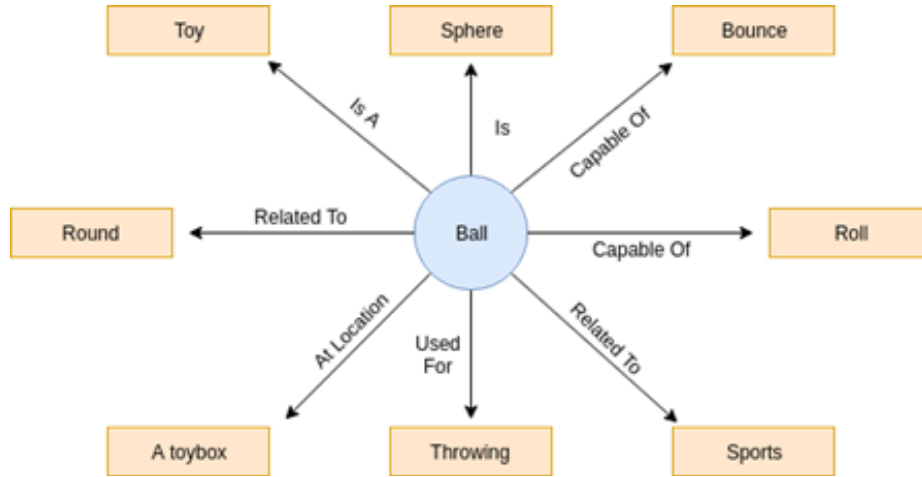 Toy
Sphere
Bounce
Is A
Is
Capable Of
Round
Related To
Ball
Capable Of
Roll
At Location
Used
For
Related To
A toybox
Throwing
Sports